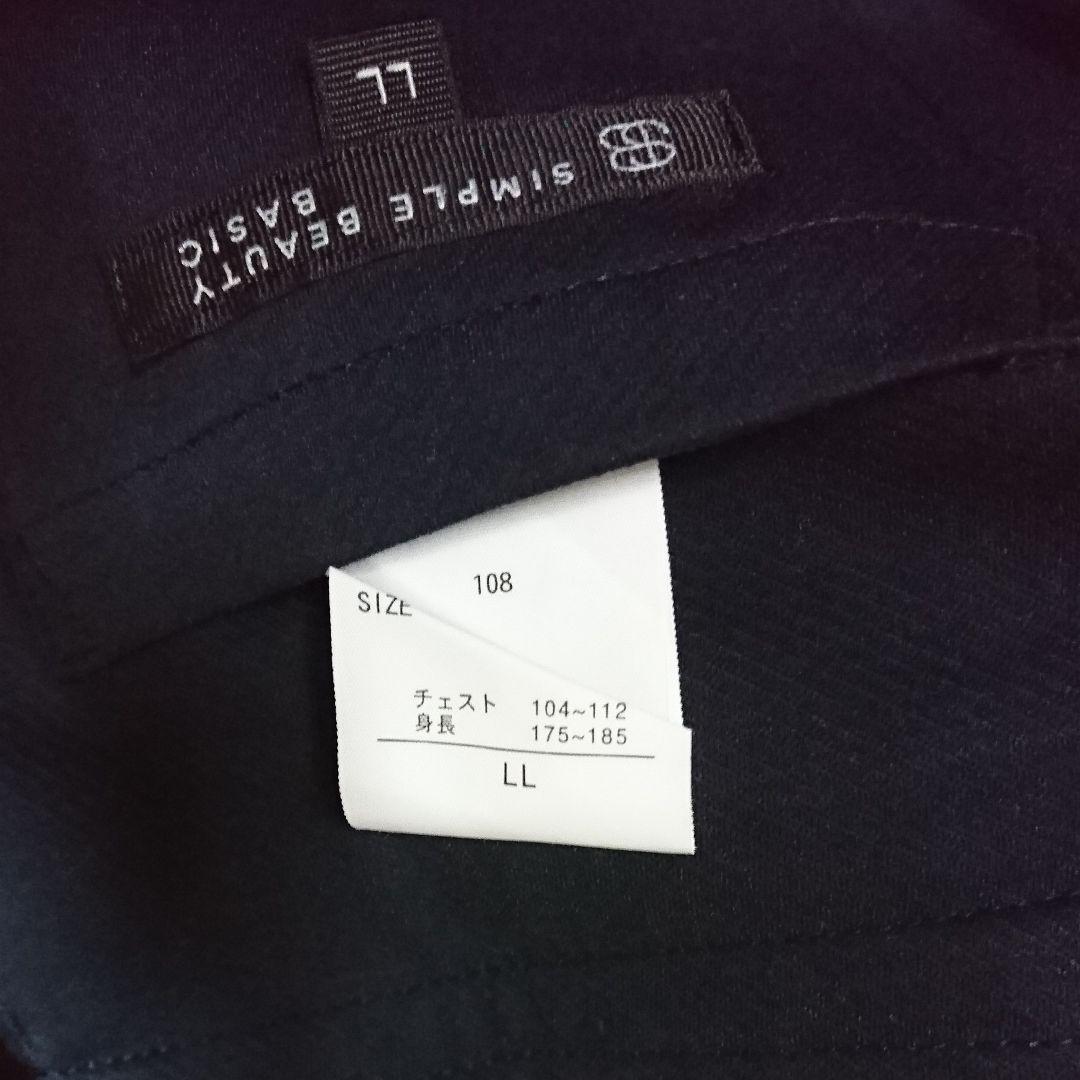 LL
SIMPLE BEAUTY
BASIC
108
SIZE
チェスト 104~112
身長 175~185
LL